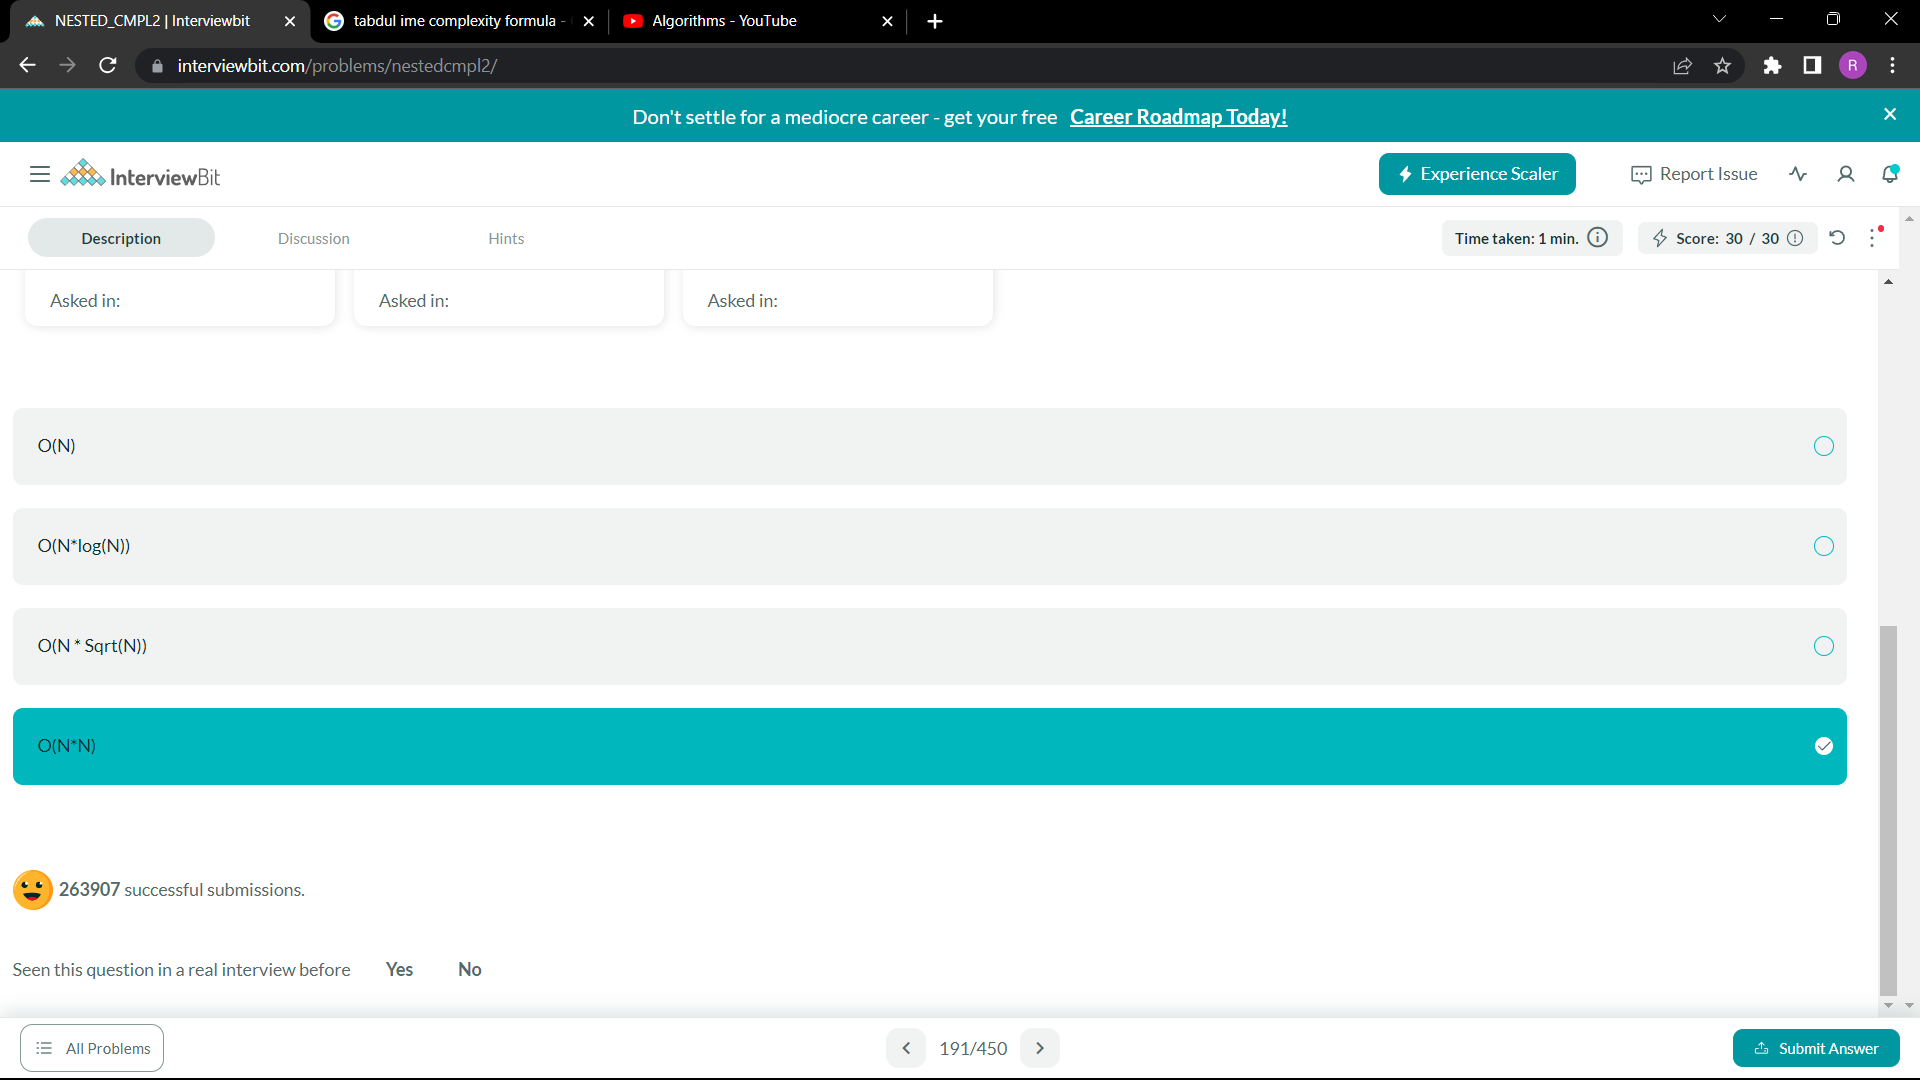 NESTED_CMPL2 | Interviewbit
tabdul ime complexity formula -
Algorithms - YouTube
interviewbit.com/problems/nestedcmpl2/
R
Don't settle for a mediocre career - get your free Career Roadmap Today!
InterviewBit
Experience Scaler
Report Issue
Description
Discussion
Hints
Time taken: 1 min.
Score: 30 / 30
Asked in:
Asked in:
Asked in:
O(N)
O(N*log(N))
O(N * Sqrt(N))
O(N*N)
263907 successful submissions.
Seen this question in a real interview before
Yes
No
All Problems
191/450
Submit Answer